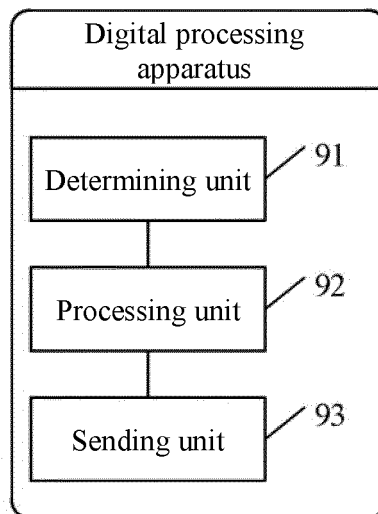 Digital processing
apparatus
Determining unit
91
Processing unit
92
Sending unit
93